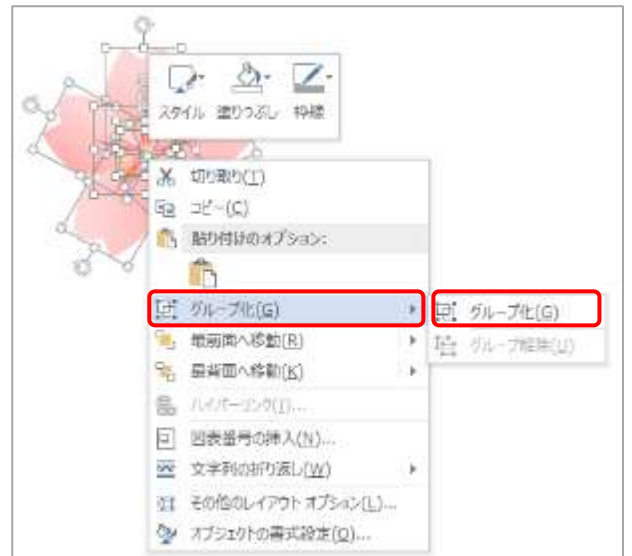 スタイル 塗りつぶし 枠線
切り取り(T)
コピー(C)
貼り付けのオプション:
グループ化(G)
グループ化(G)
最前面へ移動(R)
グループ解除(U)
最背面へ移動(K)
ハイパーリンク(I)...
図表番号の挿入(N)...
文字列の折り返し(W)
その他のレイアウト オプション(L)...
オブジェクトの書式設定(O)...